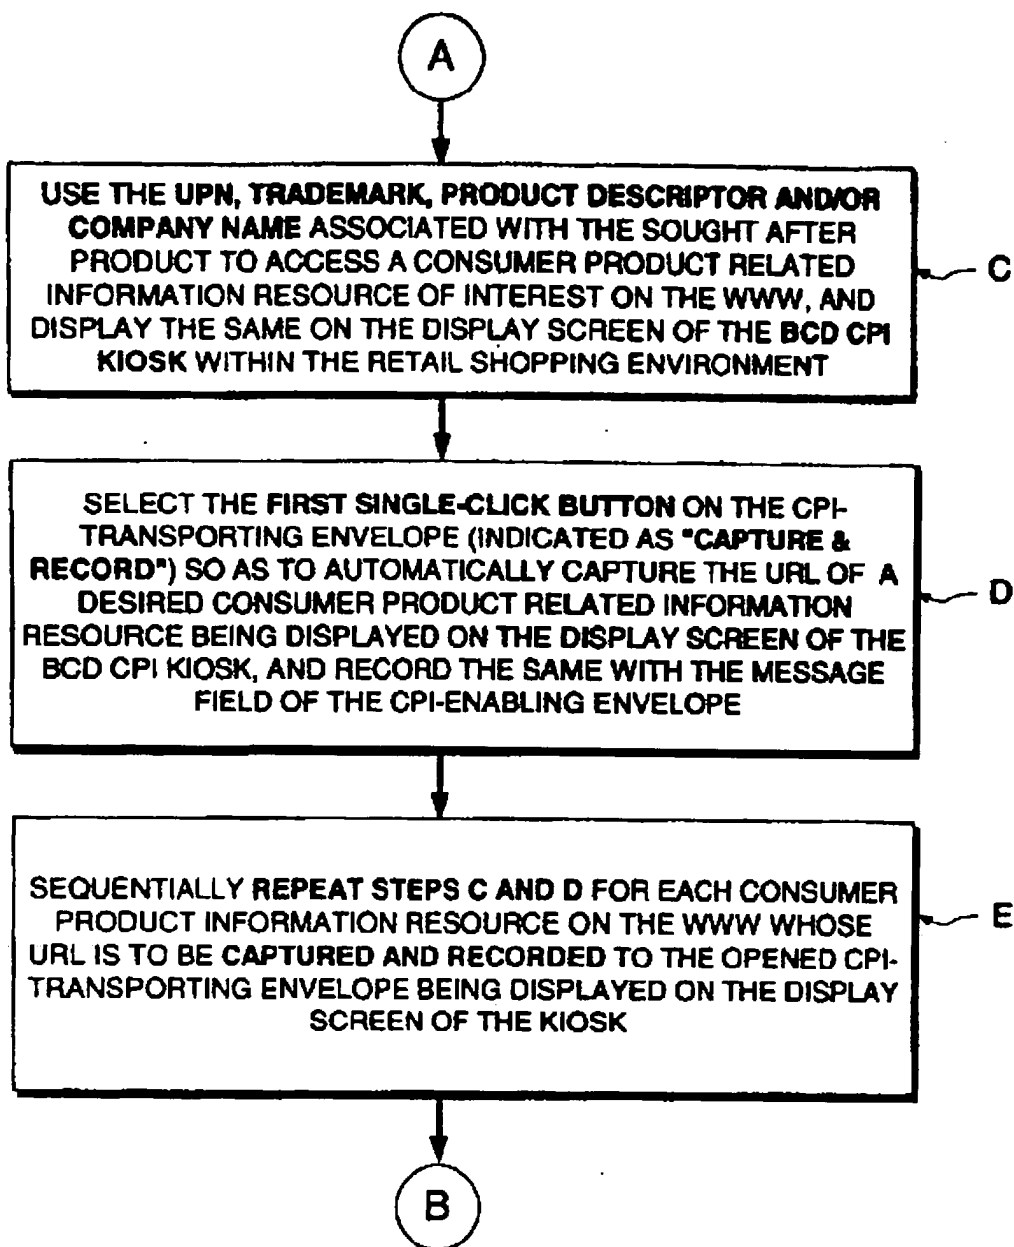 A
USE THE UPN, TRADEMARK, PRODUCT DESCRIPTOR AND/OR
COMPANY NAME ASSOCIATED WITH THE SOUGHT AFTER
PRODUCT TO ACCESS A CONSUMER PRODUCT RELATED
INFORMATION RESOURCE OF INTEREST ON THE WWW, AND
DISPLAY THE SAME ON THE DISPLAY SCREEN OF THE BCD CPI
KIOSK WITHIN THE RETAIL SHOPPING ENVIRONMENT
C
SELECT THE FIRST SINGLE-CLICK BUTTON ON THE CPI-
TRANSPORTING ENVELOPE (INDICATED AS "CAPTURE &
RECORD") SO AS TO AUTOMATICALLY CAPTURE THE URL OF A
DESIRED CONSUMER PRODUCT RELATED INFORMATION
RESOURCE BEING DISPLAYED ON THE DISPLAY SCREEN OF THE
BCD CPI KIOSK, AND RECORD THE SAME WITH THE MESSAGE
FIELD OF THE CPI-ENABLING ENVELOPE
D
SEQUENTIALLY REPEAT STEPS C AND D FOR EACH CONSUMER
PRODUCT INFORMATION RESOURCE ON THE WWW WHOSE
URL IS TO BE CAPTURED AND RECORDED TO THE OPENED CPI-
TRANSPORTING ENVELOPE BEING DISPLAYED ON THE DISPLAY
SCREEN OF THE KIOSK
E
B